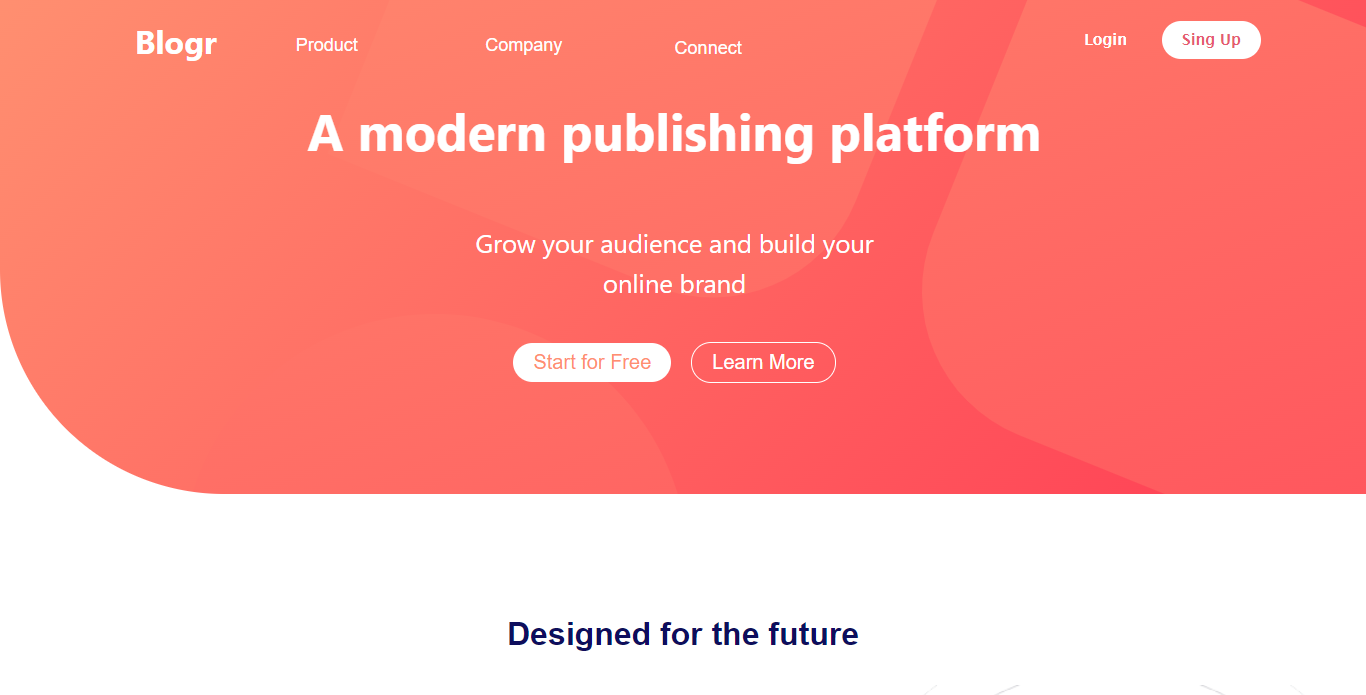 Blogr
Product
Company
Connect
Login
Sing Up
A modern publishing platform
Grow your audience and build your
online brand
Start for Free
Learn More
Designed for the future